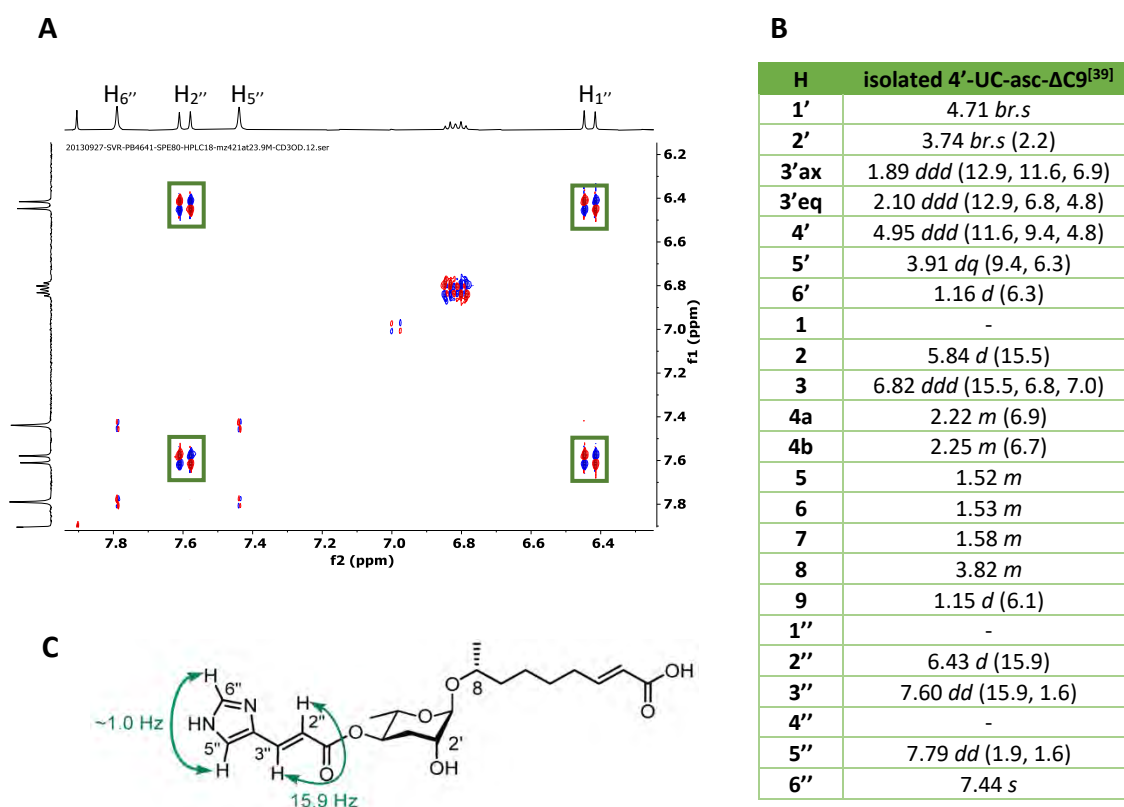 A
H6'' H2'' H5'' H1''
20130927-SVR-PB4641-SPE80-HPLC18-mz421at23.9M-CD3OD.12.ser
6.2
6.4
6.6
6.8
7.0
7.2
7.4
7.6
7.8
f1 (ppm)
7.8 7.6 7.4 7.2 7.0 6.8 6.6 6.4
f2 (ppm)
B
H isolated 4'-UC-asc-ΔC9[39]
1' 4.71 br.s
2' 3.74 br.s (2.2)
3'ax 1.89 ddd (12.9, 11.6, 6.9)
3'eq 2.10 ddd (12.9, 6.8, 4.8)
4' 4.95 ddd (11.6, 9.4, 4.8)
5' 3.91 dq (9.4, 6.3)
6' 1.16 d (6.3)
1 -
2 5.84 d (15.5)
3 6.82 ddd (15.5, 6.8, 7.0)
4a 2.22 m (6.9)
4b 2.25 m (6.7)
5 1.52 m
6 1.53 m
7 1.58 m
8 3.82 m
9 1.15 d (6.1)
1'' -
2'' 6.43 d (15.9)
3'' 7.60 dd (15.9, 1.6)
4'' -
5'' 7.79 dd (1.9, 1.6)
6'' 7.44 s
C
H
6'' N
~1.0 Hz
HN
5''
H
3''
H
2''
H
15.9 Hz
O
O
O
O
8
2'
OH
OH
O